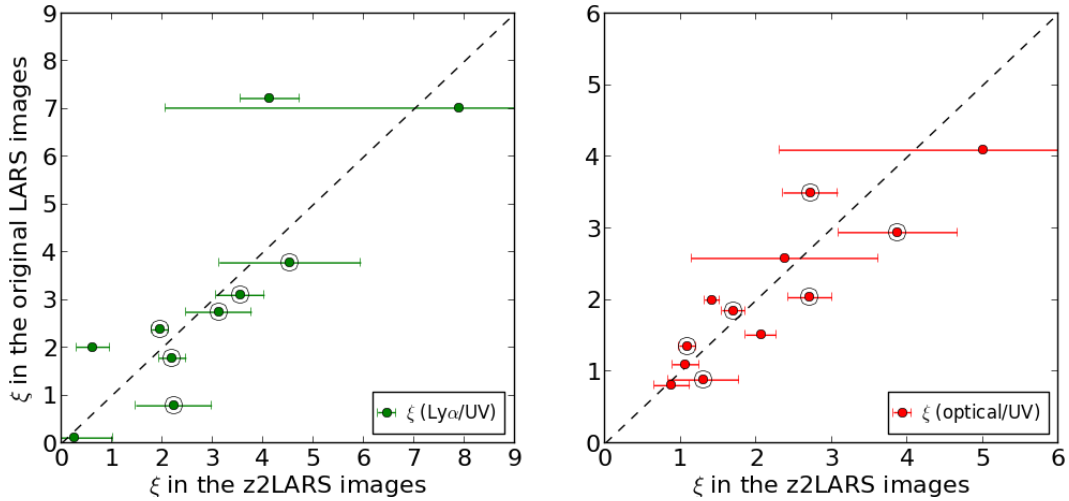 ξ in the original LARS images
9
8
7
6
5
4
3
2
1
0
0 1 2 3 4 5 6 7 8 9
ξ in the z2LARS images
ξ (Lyα/UV)
6
5
4
3
2
1
0
0 1 2 3 4 5 6
ξ in the z2LARS images
ξ (optical/UV)